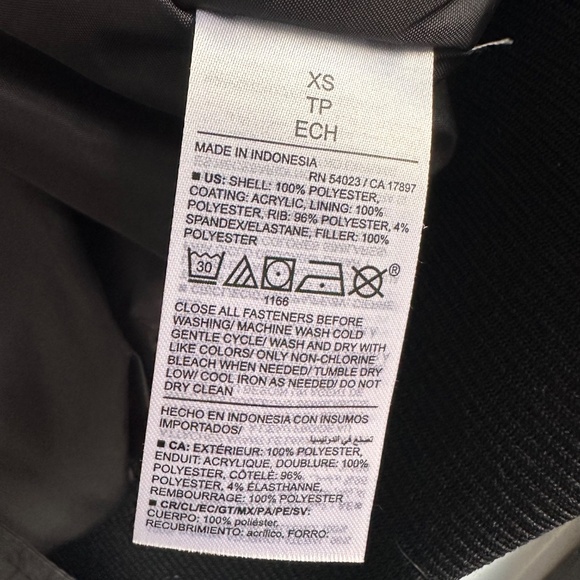 XS
TP
ECH
MADE IN INDONESIA
RN 54023 / CA 17897
■ US: SHELL: 100% POLYESTER,
COATING: ACRYLIC, LINING: 100%
POLYESTER, RIB: 96% POLYESTER, 4%
SPANDEX/ELASTANE, FILLER: 100%
POLYESTER
30
®
1166
CLOSE ALL FASTENERS BEFORE
WASHING/ MACHINE WASH COLD
GENTLE CYCLE/ WASH AND DRY WITH
LIKE COLORS/ ONLY NON-CHLORINE
BLEACH WHEN NEEDED/ TUMBLE DRY
LOW/ COOL IRON AS NEEDED/ DO NOT
DRY CLEAN
HECHO EN INDONESIA CON INSUMOS
IMPORTADOS/
تصنع في اندونيسيا
■ CA: EXTÉRIEUR: 100% POLYESTER,
ENDUIT: ACRYLIQUE, DOUBLURE: 100%
POLYESTER, CÔTELÉ: 96%
POLYESTER, 4% ÉLASTHANNE,
REMBOURRAGE: 100% POLYESTER
■ CR/CL/EC/GT/MX/PA/PE/SV:
CUERPO: 100% poliéster,
RECUBRIMIENTO: acrílico, FORRO: